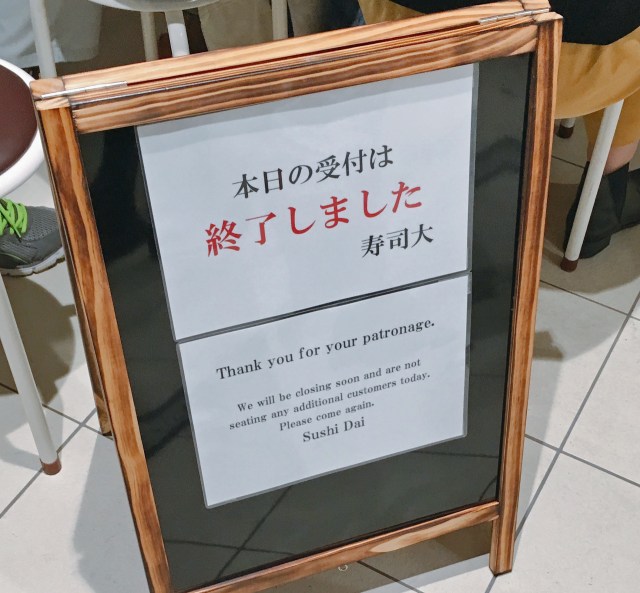 本日の受付は
終了しました
寿司大
Thank you for your patronage.
We will be closing soon and are not
seating any additional customers today.
Please come again.
Sushi Dai